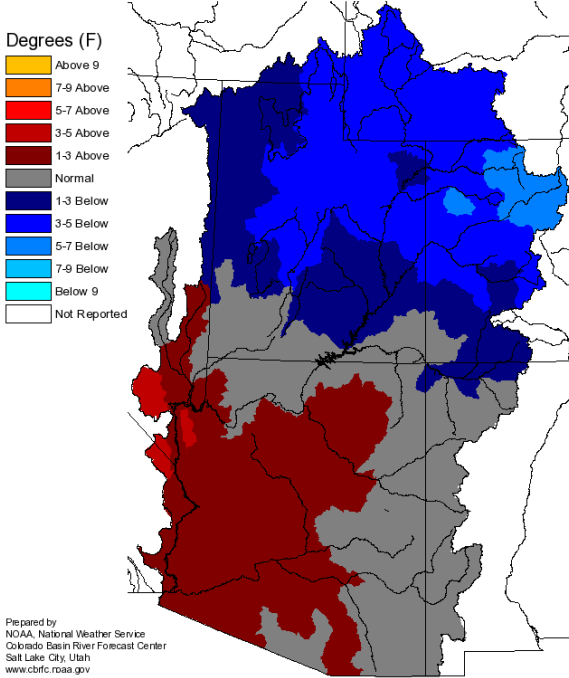 Degrees (F)
Above 9
7-9 Above
5-7 Above
3-5 Above
1-3 Above
Normal
1-3 Below
3-5 Below
5-7 Below
7-9 Below
Below 9
Not Reported
Prepared by
NOAA, National Weather Service
Colorado Basin River Forecast Center
Salt Lake City, Utah
www.cbrfc.noaa.gov